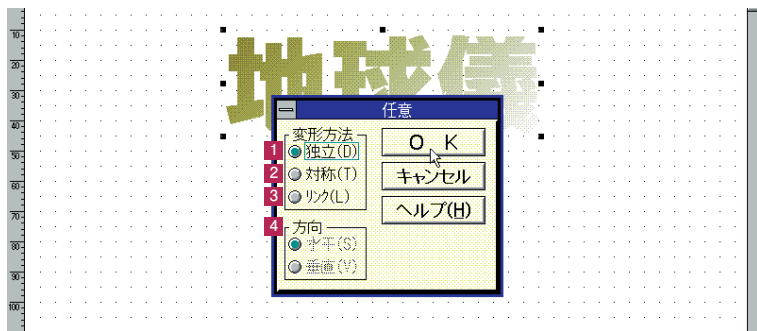 10
20
30
40
50
60
70
80
90
100
地球儀
任意
変形方法
1 独立(D)
2 対称(T)
3 リンク(L)
4 方向
水平(S)
垂直(V)
O K
キャンセル
ヘルプ(H)